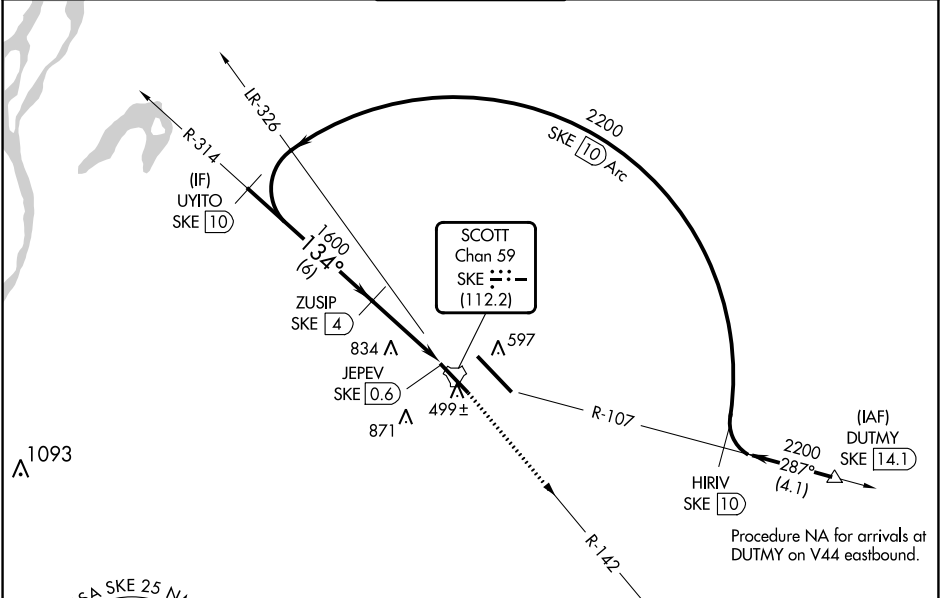 LR-326
R-314
2200
SKE 10 Arc
(IF)
UYITO
SKE 10
1600
134°
(6)
SCOTT
Chan 59
SKE
(112.2)
ZUSIP
SKE 4
834
597
JEPEV
SKE 0.6
499±
871
R-107
(IAF)
DUTMY
SKE 14.1
2200
287°
(4.1)
1093
HIRIV
SKE 10
Procedure NA for arrivals at
DUTMY on V44 eastbound.
R-142
SKE 25